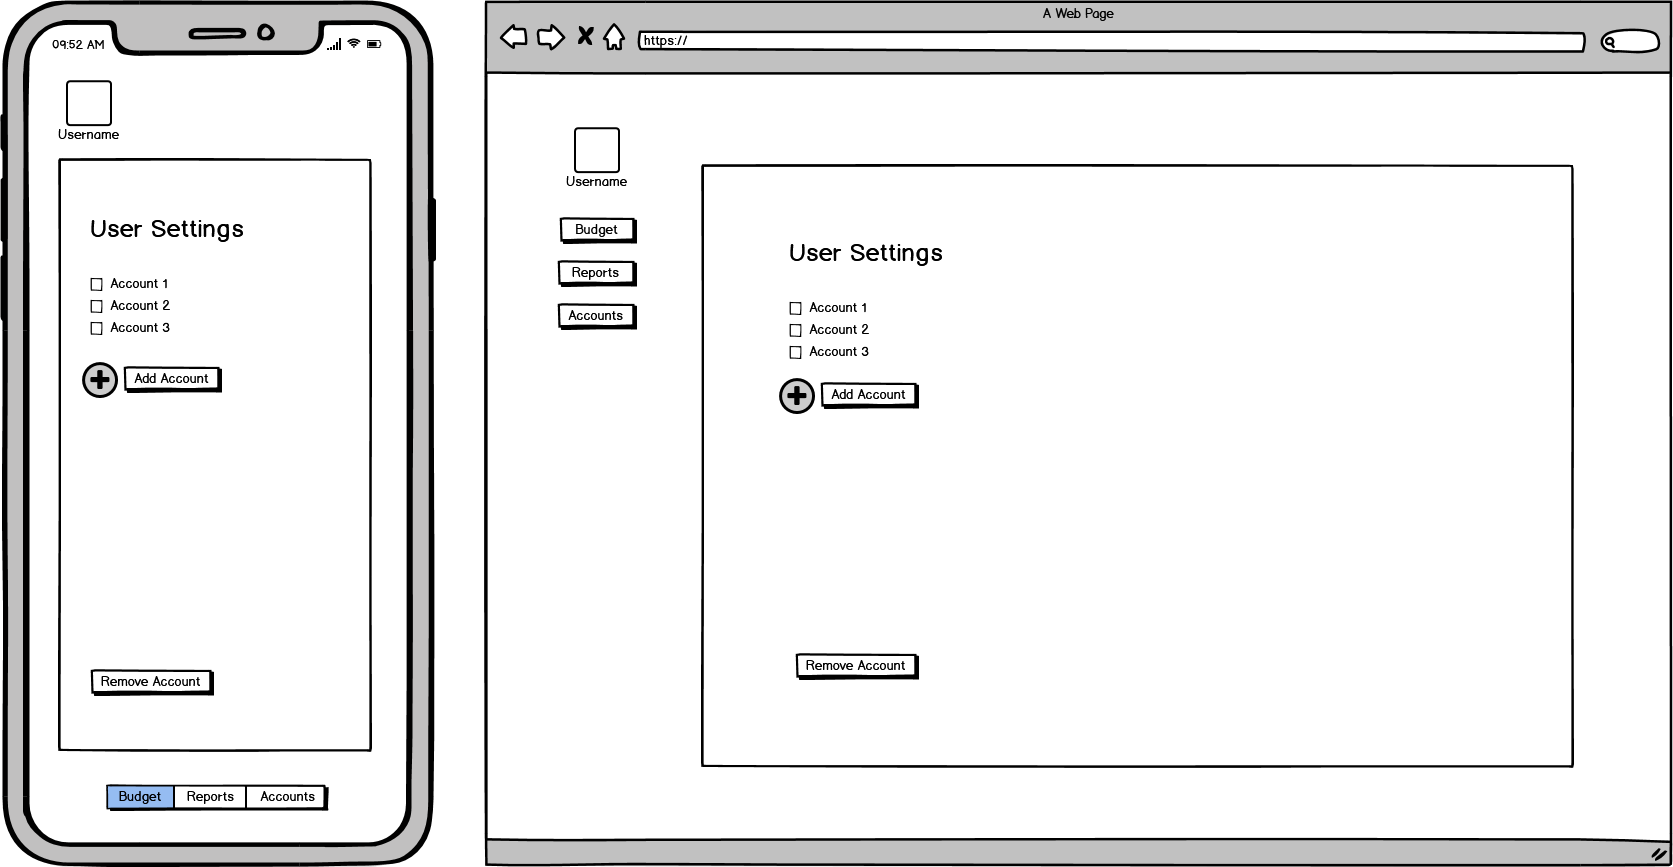 09:52 AM
Username
User Settings
Account 1
Account 2
Account 3
Add Account
Remove Account
Budget Reports Accounts
A Web Page
https://
Username
Budget
Reports
Accounts
User Settings
Account 1
Account 2
Account 3
Add Account
Remove Account